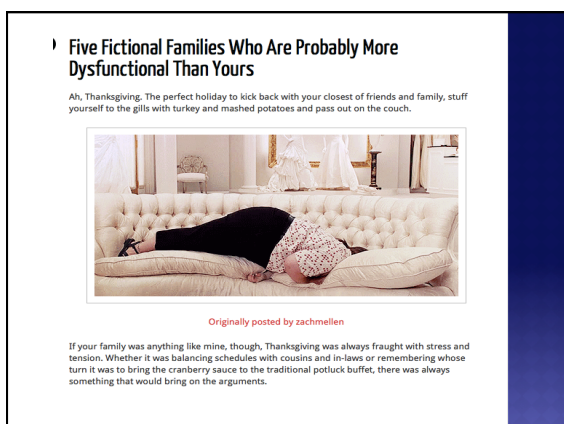 Five Fictional Families Who Are Probably More
Dysfunctional Than Yours
Ah, Thanksgiving. The perfect holiday to kick back with your closest of friends and family, stuff
yourself to the gills with turkey and mashed potatoes and pass out on the couch.
Originally posted by zachmellen
If your family was anything like mine, though, Thanksgiving was always fraught with stress and
tension. Whether it was balancing schedules with cousins and in-laws or remembering whose
turn it was to bring the cranberry sauce to the traditional potluck buffet, there was always
something that would bring on the arguments.